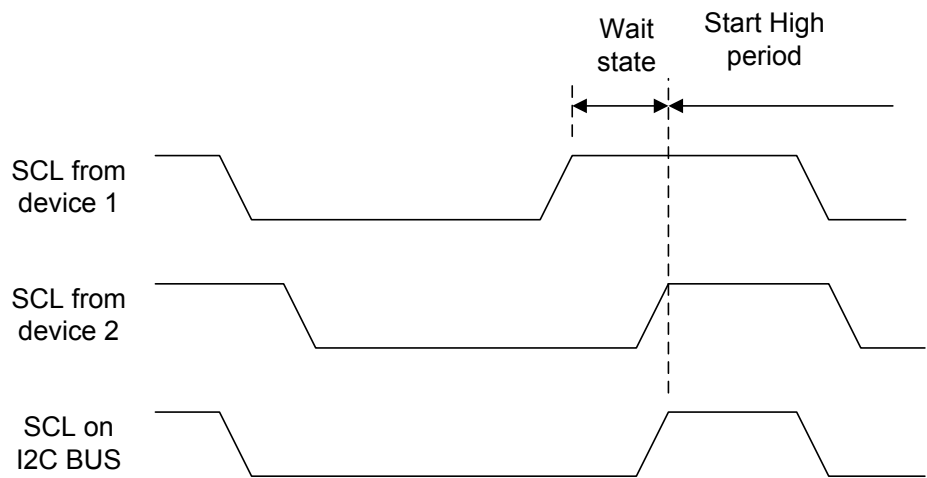 Wait
state
Start High
period
SCL from
device 1
SCL from
device 2
SCL on
I2C BUS